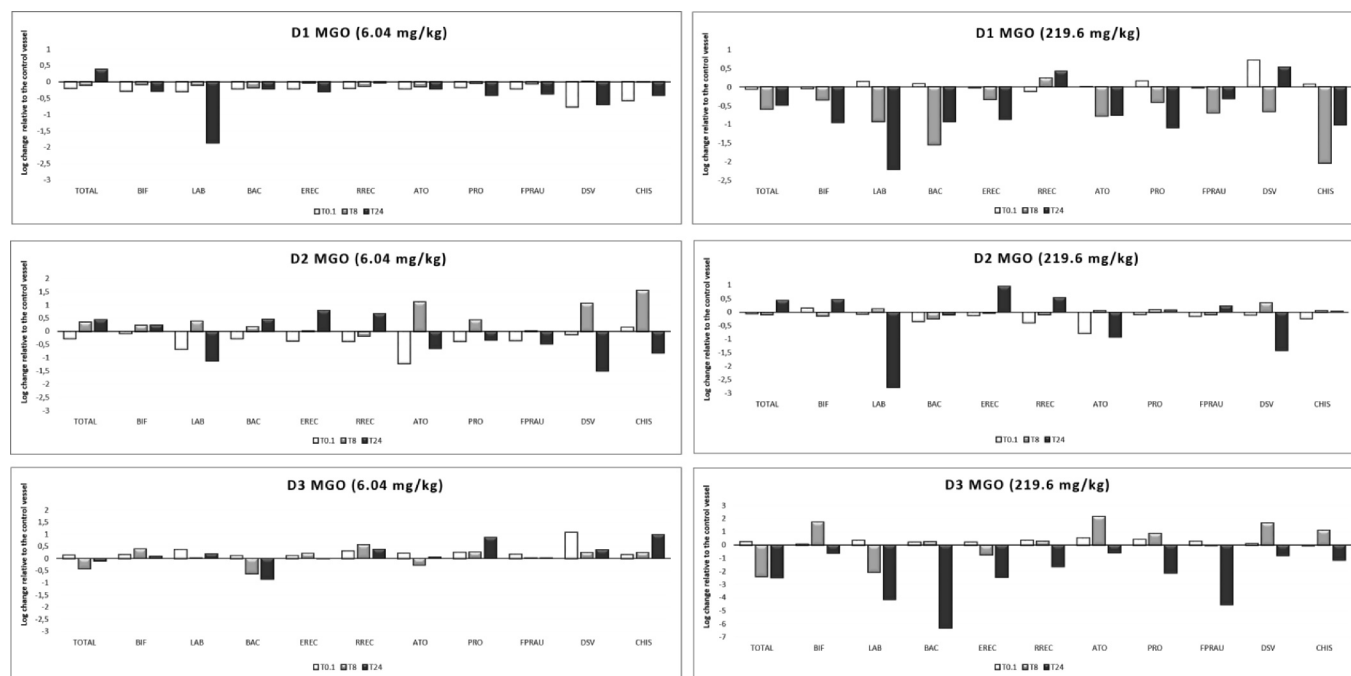 D1 MGO (6.04 mg/kg)
Log change relative to the control vessel
1
0,5
0
-0,5
-1
-1,5
-2
-2,5
-3
TOTAL BIF LAB BAC EREC RREC ATO PRO FPRAU DSV CHIS
T0.1 T8 T24
D1 MGO (219.6 mg/kg)
Log change relative to the control vessel
1
0,5
0
-0,5
-1
-1,5
-2
-2,5
TOTAL BIF LAB BAC EREC RREC ATO PRO FPRAU DSV CHIS
T0.1 T8 T24
D2 MGO (6.04 mg/kg)
Log change relative to the control vessel
2
1,5
1
0,5
0
-0,5
-1
-1,5
-2
-2,5
-3
TOTAL BIF LAB BAC EREC RREC ATO PRO FPRAU DSV CHIS
T0.1 T8 T24
D2 MGO (219.6 mg/kg)
Log change relative to the control vessel
1
0,5
0
-0,5
-1
-1,5
-2
-2,5
-3
TOTAL BIF LAB BAC EREC RREC ATO PRO FPRAU DSV CHIS
T0.1 T8 T24
D3 MGO (6.04 mg/kg)
Log change relative to the control vessel
2
1,5
1
0,5
0
-0,5
-1
-1,5
-2
-2,5
-3
TOTAL BIF LAB BAC EREC RREC ATO PRO FPRAU DSV CHIS
T0.1 T8 T24
D3 MGO (219.6 mg/kg)
Log change relative to the control vessel
3
2
1
0
-1
-2
-3
-4
-5
-6
-7
TOTAL BIF LAB BAC EREC RREC ATO PRO FPRAU DSV CHIS
T0.1 T8 T24